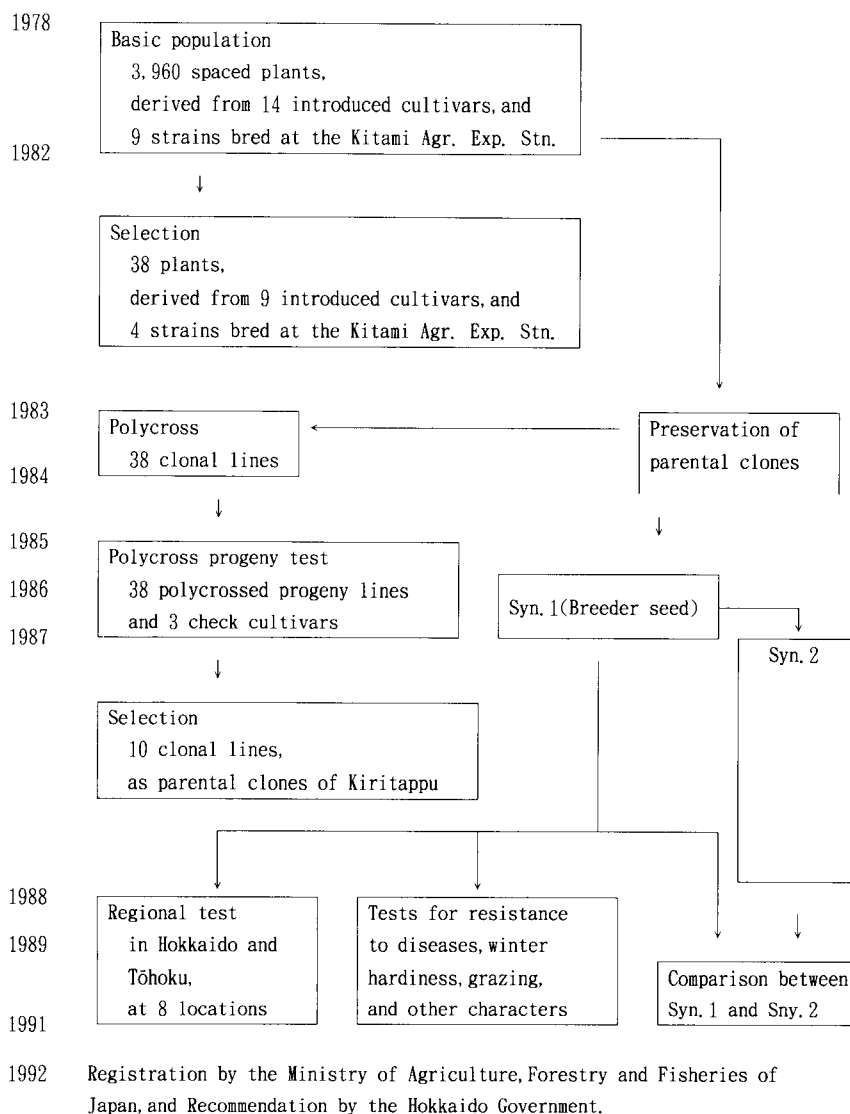 1978
Basic population
3,960 spaced plants,
derived from 14 introduced cultivars, and
9 strains bred at the Kitami Agr. Exp. Stn.
1982
Selection
38 plants,
derived from 9 introduced cultivars, and
4 strains bred at the Kitami Agr. Exp. Stn.
1983
Polycross
38 clonal lines
1984
Preservation of
parental clones
1985
Polycross progeny test
1986
38 polycrossed progeny lines
and 3 check cultivars
1987
Syn. 1(Breeder seed)
Syn. 2
Selection
10 clonal lines,
as parental clones of Kiritappu
1988
Regional test
1989
in Hokkaido and
Tōhoku,
at 8 locations
1991
Tests for resistance
to diseases, winter
hardiness, grazing,
and other characters
Comparison between
Syn. 1 and Sny. 2
1992 Registration by the Ministry of Agriculture, Forestry and Fisheries of
Japan, and Recommendation by the Hokkaido Government.